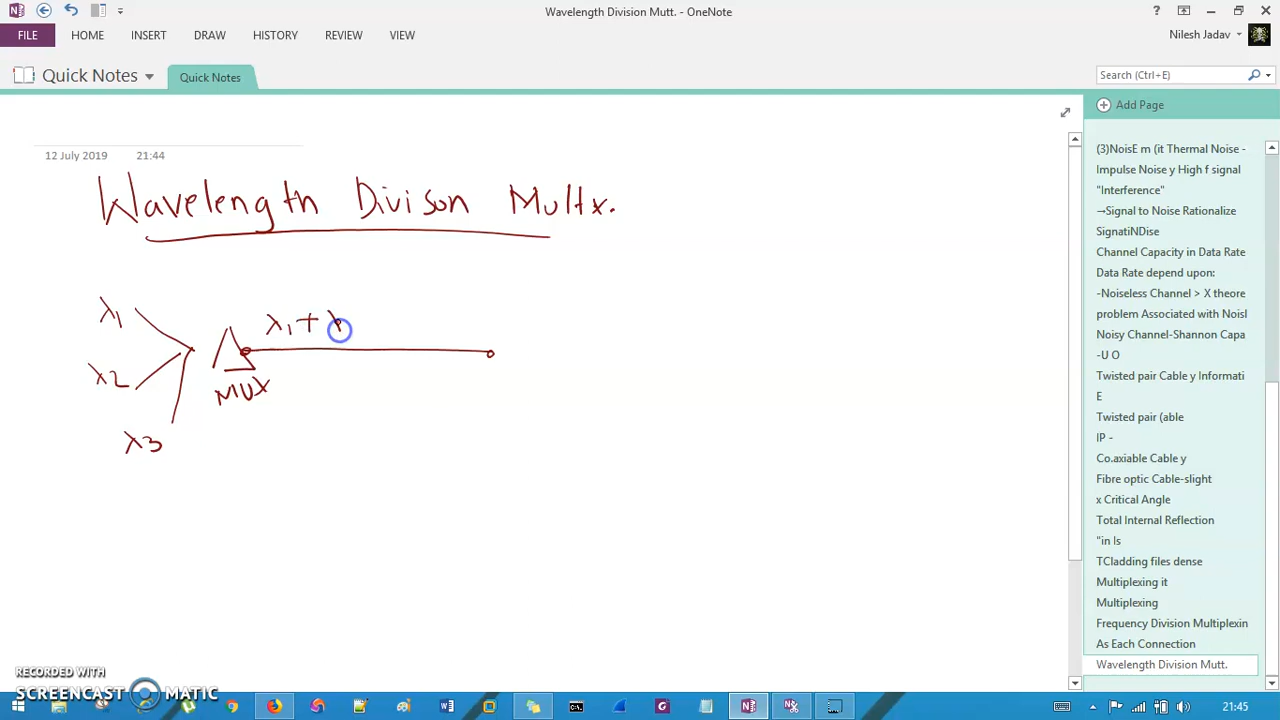 Wavelength Division Mutt. - OneNote
?
FILE HOME INSERT DRAW HISTORY REVIEW VIEW
Nilesh Jadav
Quick Notes
Quick Notes
Search (Ctrl+E)
Add Page
12 July 2019 21:44
Wavelength Divison Multx.
λ1
λ2
λ3
MUX
λ1 + λ
(3)NoisE m (it Thermal Noise -
Impulse Noise y High f signal
"Interference"
→Signal to Noise Rationalize
SignatiNDise
Channel Capacity in Data Rate
Data Rate depend upon:
-Noiseless Channel > X theore
problem Associated with Noisl
Noisy Channel-Shannon Capa
-U O
Twisted pair Cable y Informati
E
Twisted pair (able
IP -
Co.axiable Cable y
Fibre optic Cable-slight
x Critical Angle
Total Internal Reflection
"in Is
TCladding files dense
Multiplexing it
Multiplexing
Frequency Division Multiplexin
As Each Connection
Wavelength Division Mutt.
RECORDED WITH
SCREENCAST MATIC
21:45